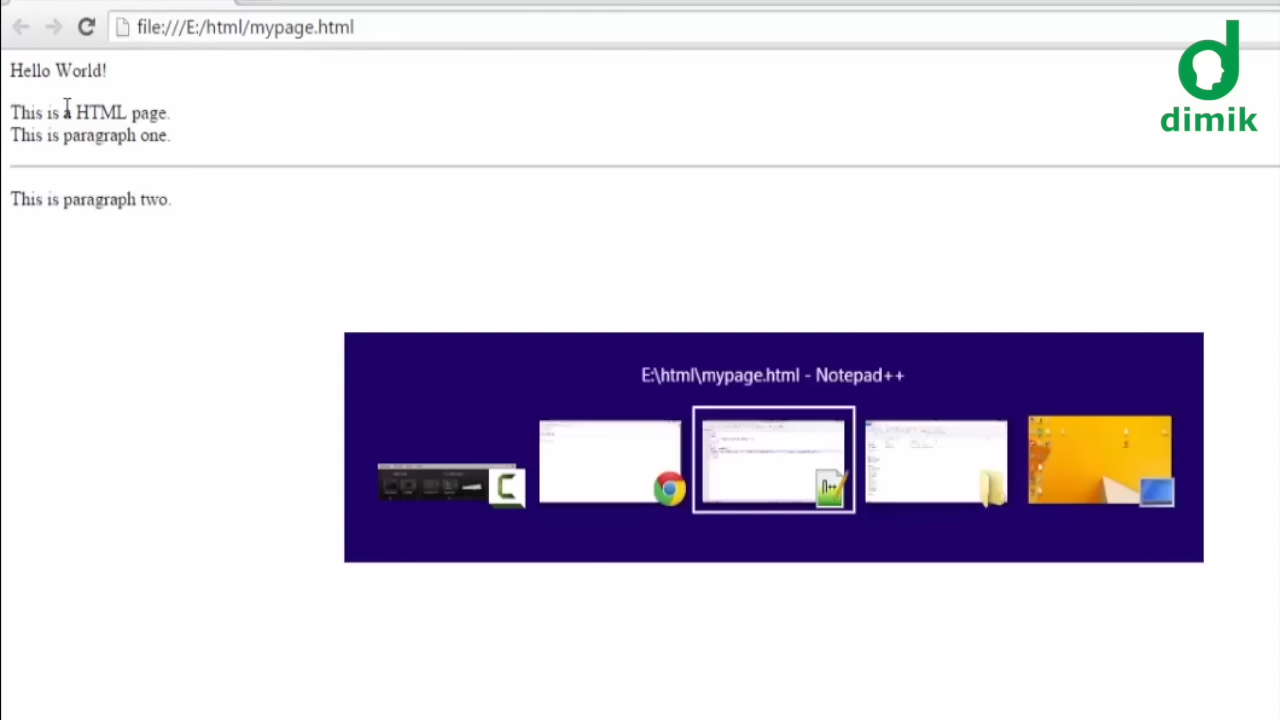 file:///E:/html/mypage.html
dimik
Hello World!
This is a HTML page.
This is paragraph one.
This is paragraph two.
E:\html\mypage.html - Notepad++